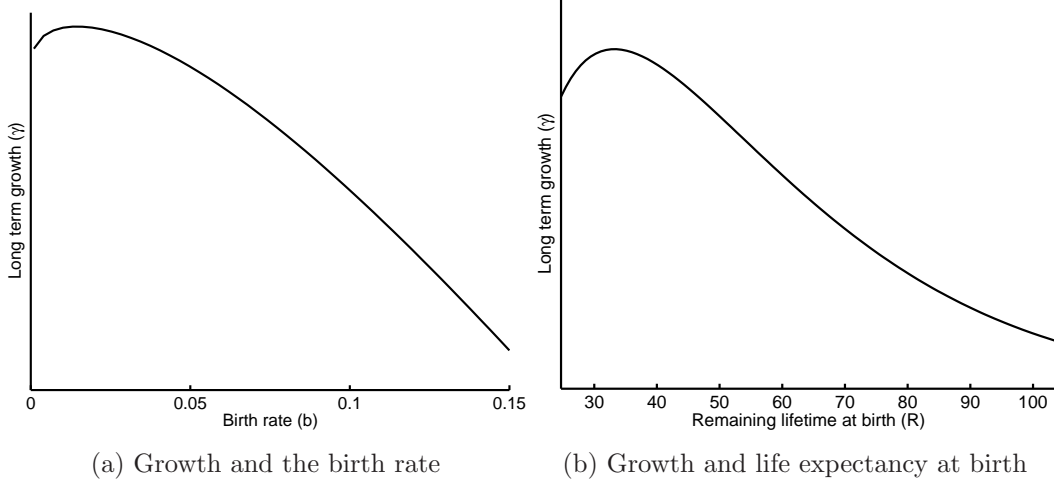 Long term growth (γ)
0 0.05 0.1 0.15
Birth rate (b)
(a) Growth and the birth rate
Long term growth (γ)
30 40 50 60 70 80 90 100
Remaining lifetime at birth (R)
(b) Growth and life expectancy at birth